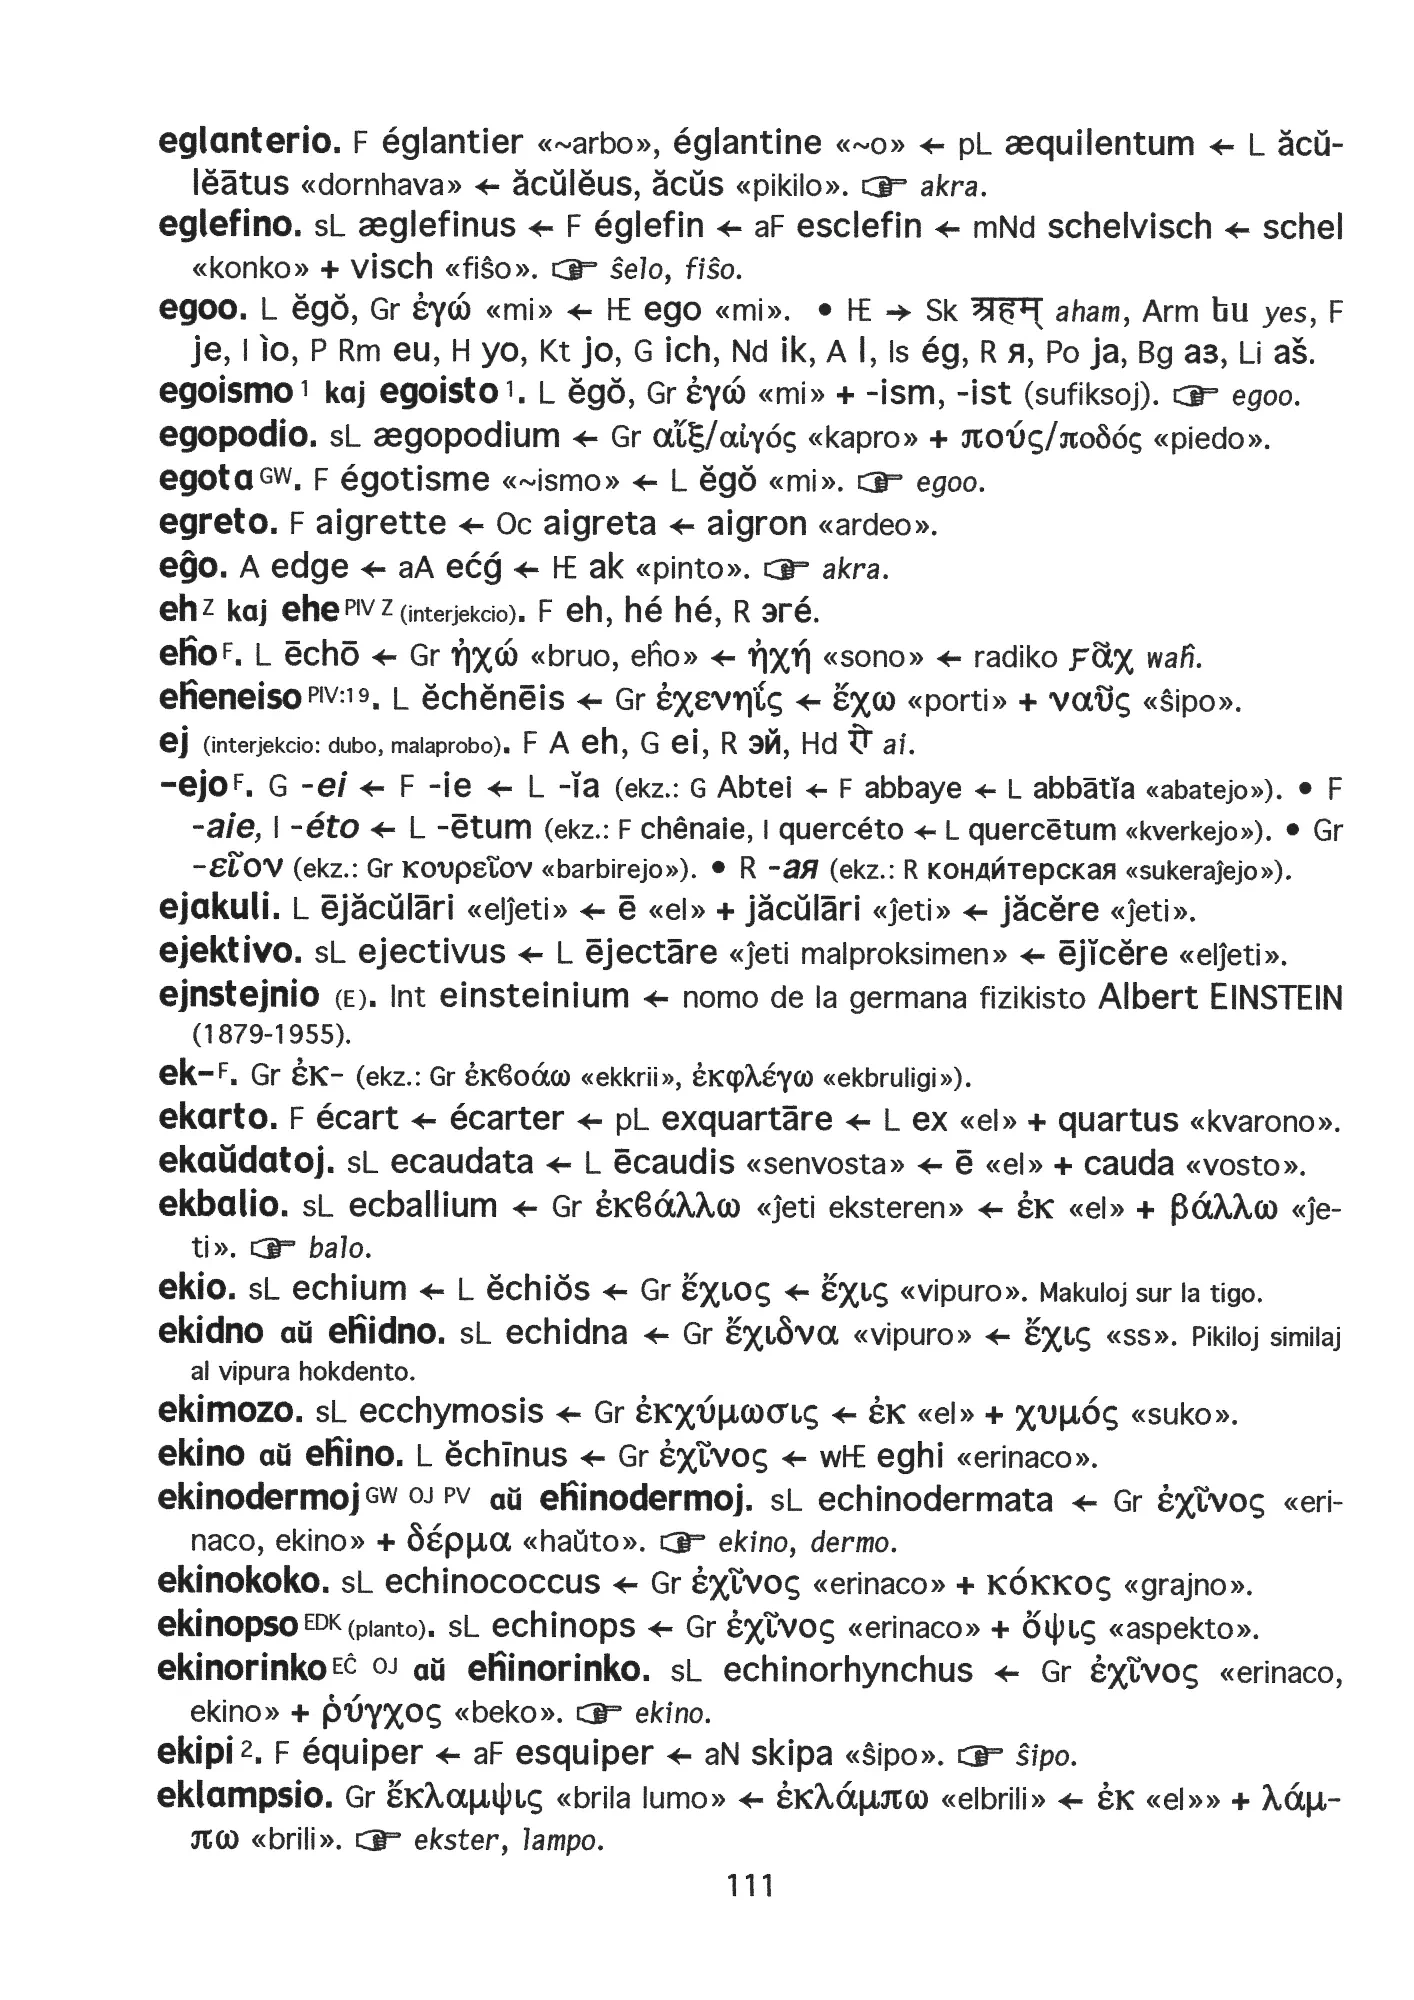 eglanterio. F églantier «~arbo», églantine «~o» ← pL æquilentum ← L ăcŭ-
lĕātus «dornhava» ← ăcŭlĕus, ăcŭs «pikilo». ☞ akra.
eglefino. sL æglefinus ← F églefin ← aF esclefin ← mNd schelvisch ← schel
«konko» + visch «fiŝo». ☞ ŝelo, fiŝo.
egoo. L ĕgŏ, Gr ἐγώ «mi» ← IE ego «mi». • IE → Sk अहम् aham, Arm ես yes, F
je, I ìo, P Rm eu, H yo, Kt jo, G ich, Nd ik, A I, Is ég, R я, Po ja, Bg аз, Li aš.
egoismo 1 kaj egoisto 1. L ĕgŏ, Gr ἐγώ «mi» + -ism, -ist (sufiksoj). ☞ egoo.
egopodio. sL ægopodium ← Gr αἴξ/αἰγός «kapro» + πούς/ποδός «piedo».
egota GW. F égotisme «~ismo» ← L ĕgŏ «mi». ☞ egoo.
egreto. F aigrette ← Oc aigreta ← aigron «ardeo».
eĝo. A edge ← aA ećǵ ← IE ak «pinto». ☞ akra.
eh Z kaj ehe PIV Z (interjekcio). F eh, hé hé, R эгé.
eĥo F. L ēchō ← Gr ἠχώ «bruo, eĥo» ← ἠχή «sono» ← radiko ϝᾱχ waĥ.
eĥeneiso PIV:19. L ĕchĕnēis ← Gr ἐχενηΐς ← ἔχω «porti» + ναῦς «ŝipo».
ej (interjekcio: dubo, malaprobo). F A eh, G ei, R эй, Hd ऐ ai.
-ejo F. G -ei ← F -ie ← L -ĭa (ekz.: G Abtei ← F abbaye ← L abbātĭa «abatejo»). • F
-aie, I -éto ← L -ētum (ekz.: F chênaie, I quercéto ← L quercētum «kverkejo»). • Gr
-εῖον (ekz.: Gr κουρεῖον «barbirejo»). • R -ая (ekz.: R кондúтерская «sukeraĵejo»).
ejakuli. L ējăcŭlāri «elĵeti» ← ē «el» + jăcŭlāri «ĵeti» ← jăcĕre «ĵeti».
ejektivo. sL ejectivus ← L ējectāre «ĵeti malproksimen» ← ējĭcĕre «elĵeti».
ejnstejnio (E). Int einsteinium ← nomo de la germana fizikisto Albert EINSTEIN
(1879-1955).
ek- F. Gr ἐκ- (ekz.: Gr ἐκϐοάω «ekkrii», ἐκφλέγω «ekbruligi»).
ekarto. F écart ← écarter ← pL exquartāre ← L ex «el» + quartus «kvarono».
ekaŭdatoj. sL ecaudata ← L ēcaudis «senvosta» ← ē «el» + cauda «vosto».
ekbalio. sL ecballium ← Gr ἐκϐάλλω «ĵeti eksteren» ← ἐκ «el» + βάλλω «ĵe-
ti». ☞ balo.
ekio. sL echium ← L ĕchiŏs ← Gr ἔχιος ← ἔχις «vipuro». Makuloj sur la tigo.
ekidno aŭ eĥidno. sL echidna ← Gr ἔχιδνα «vipuro» ← ἔχις «ss». Pikiloj similaj
al vipura hokdento.
ekimozo. sL ecchymosis ← Gr ἐκχύμωσις ← ἐκ «el» + χυμός «suko».
ekino aŭ eĥino. L ĕchīnus ← Gr ἐχῖνος ← wIE eghi «erinaco».
ekinodermoj GW OJ PV aŭ eĥinodermoj. sL echinodermata ← Gr ἐχῖνος «eri-
naco, ekino» + δέρμα «haŭto». ☞ ekino, dermo.
ekinokoko. sL echinococcus ← Gr ἐχῖνος «erinaco» + κόκκος «grajno».
ekinopso EDK (planto). sL echinops ← Gr ἐχῖνος «erinaco» + ὄψις «aspekto».
ekinorinko EĈ OJ aŭ eĥinorinko. sL echinorhynchus ← Gr ἐχῖνος «erinaco,
ekino» + ῥύγχος «beko». ☞ ekino.
ekipi 2. F équiper ← aF esquiper ← aN skipa «ŝipo». ☞ ŝipo.
eklampsio. Gr ἔκλαμψις «brila lumo» ← ἐκλάμπω «elbrili» ← ἐκ «el»» + λάμ-
πω «brili». ☞ ekster, lampo.
111